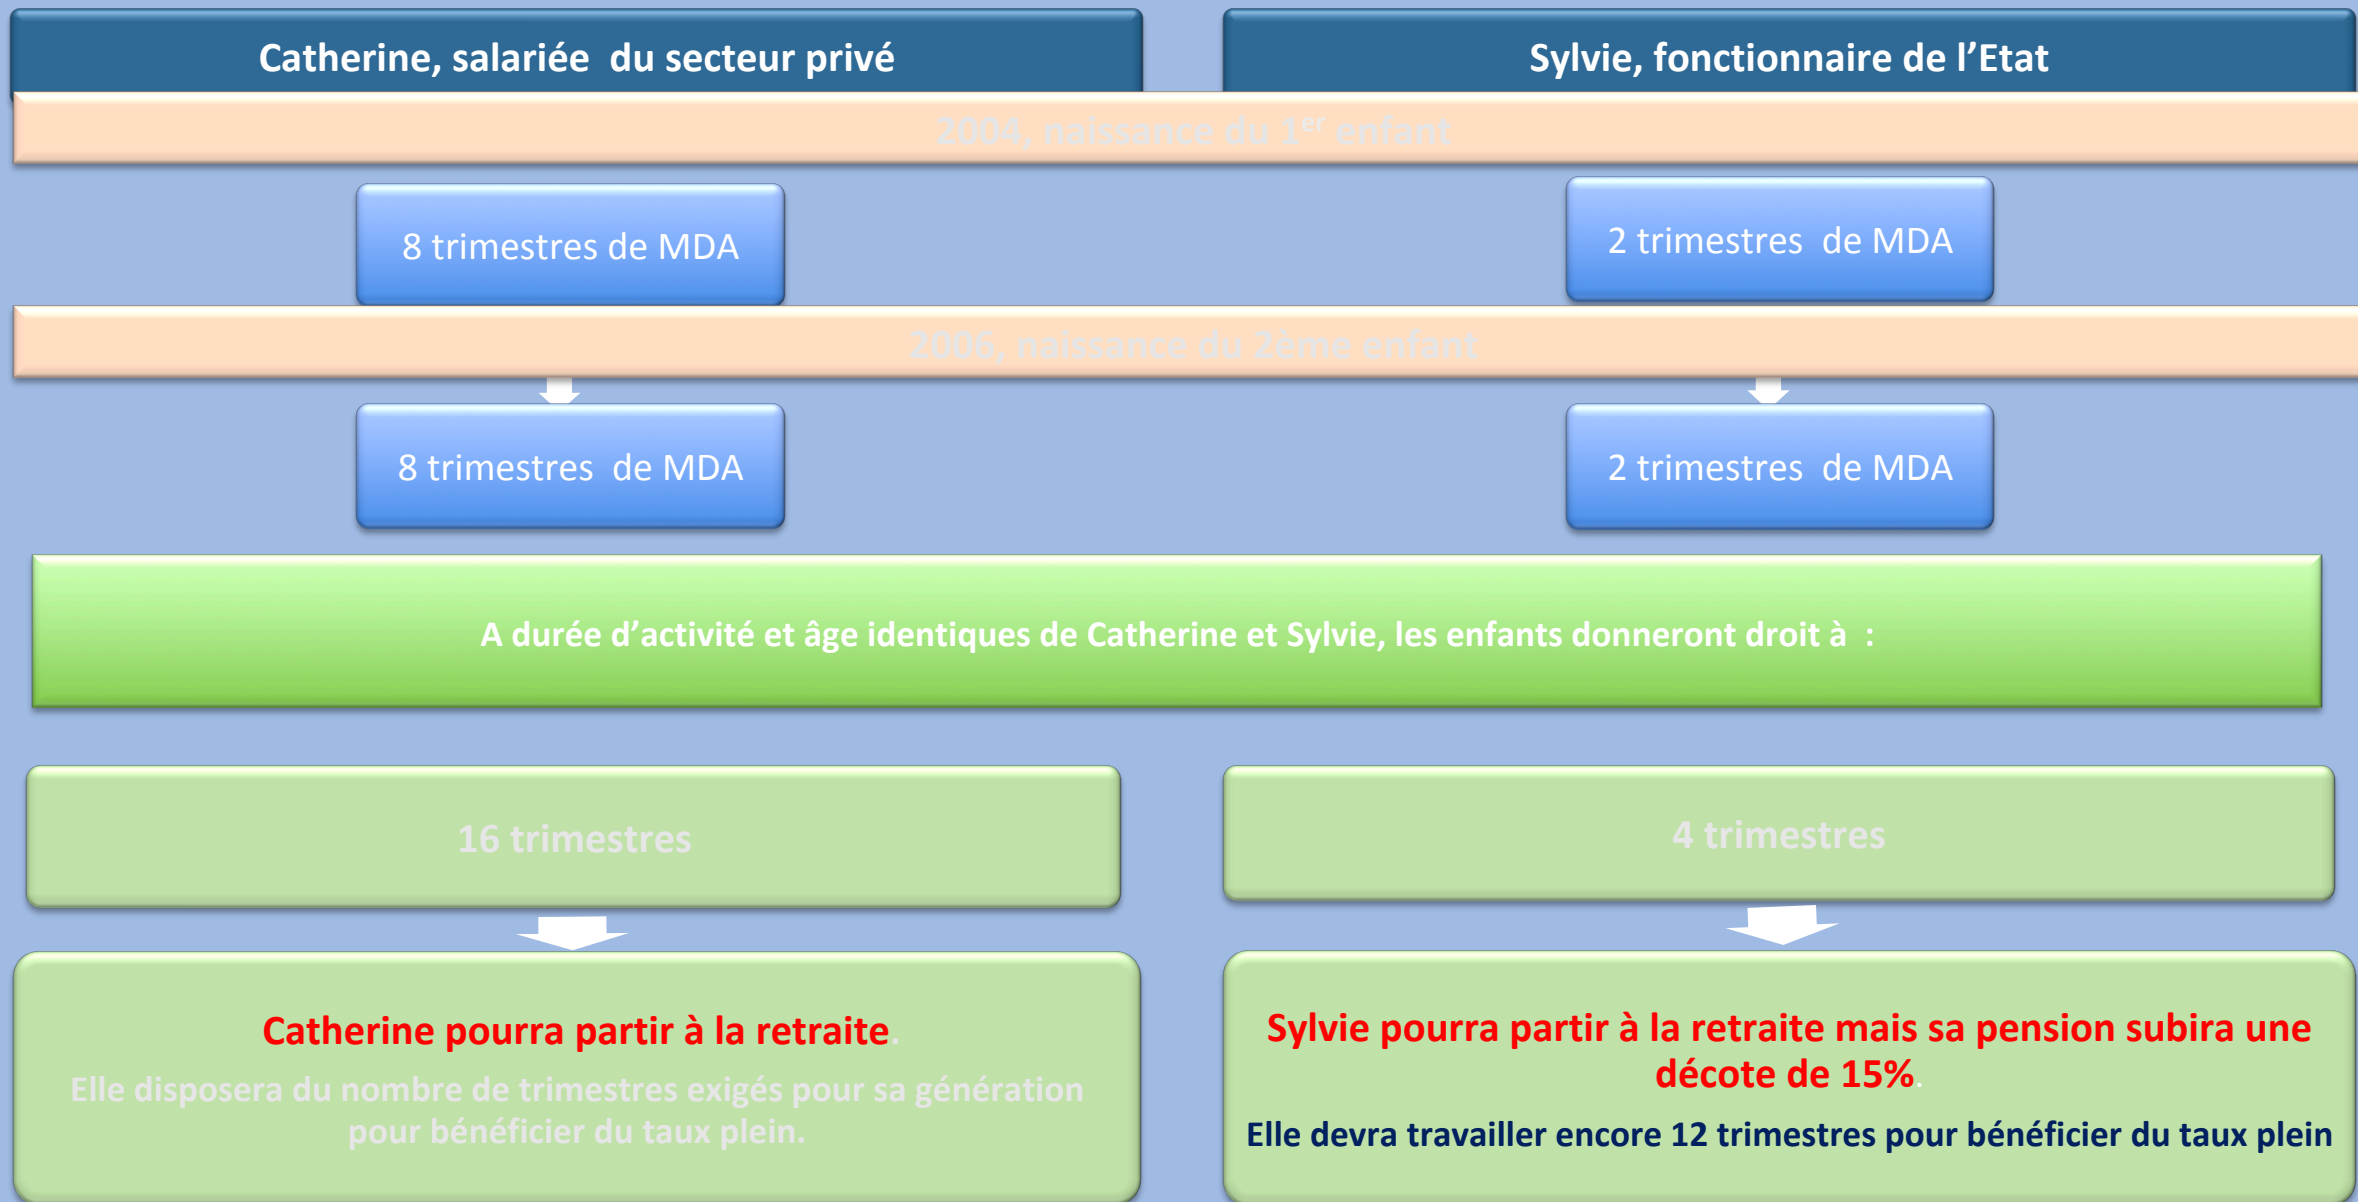 Catherine, salariée  du secteur privé
Sylvie, fonctionnaire de l’Etat
2004, naissance du 1er enfant
8 trimestres de MDA
2 trimestres  de MDA
2006, naissance du 2ème enfant
8 trimestres  de MDA
2 trimestres  de MDA
A durée d’activité et âge identiques de Catherine et Sylvie, les enfants donneront droit à  :
16 trimestres
4 trimestres
Catherine pourra partir à la retraite.
Elle disposera du nombre de trimestres exigés pour sa génération
pour bénéficier du taux plein.
Sylvie pourra partir à la retraite mais sa pension subira une
décote de 15%.
Elle devra travailler encore 12 trimestres pour bénéficier du taux plein